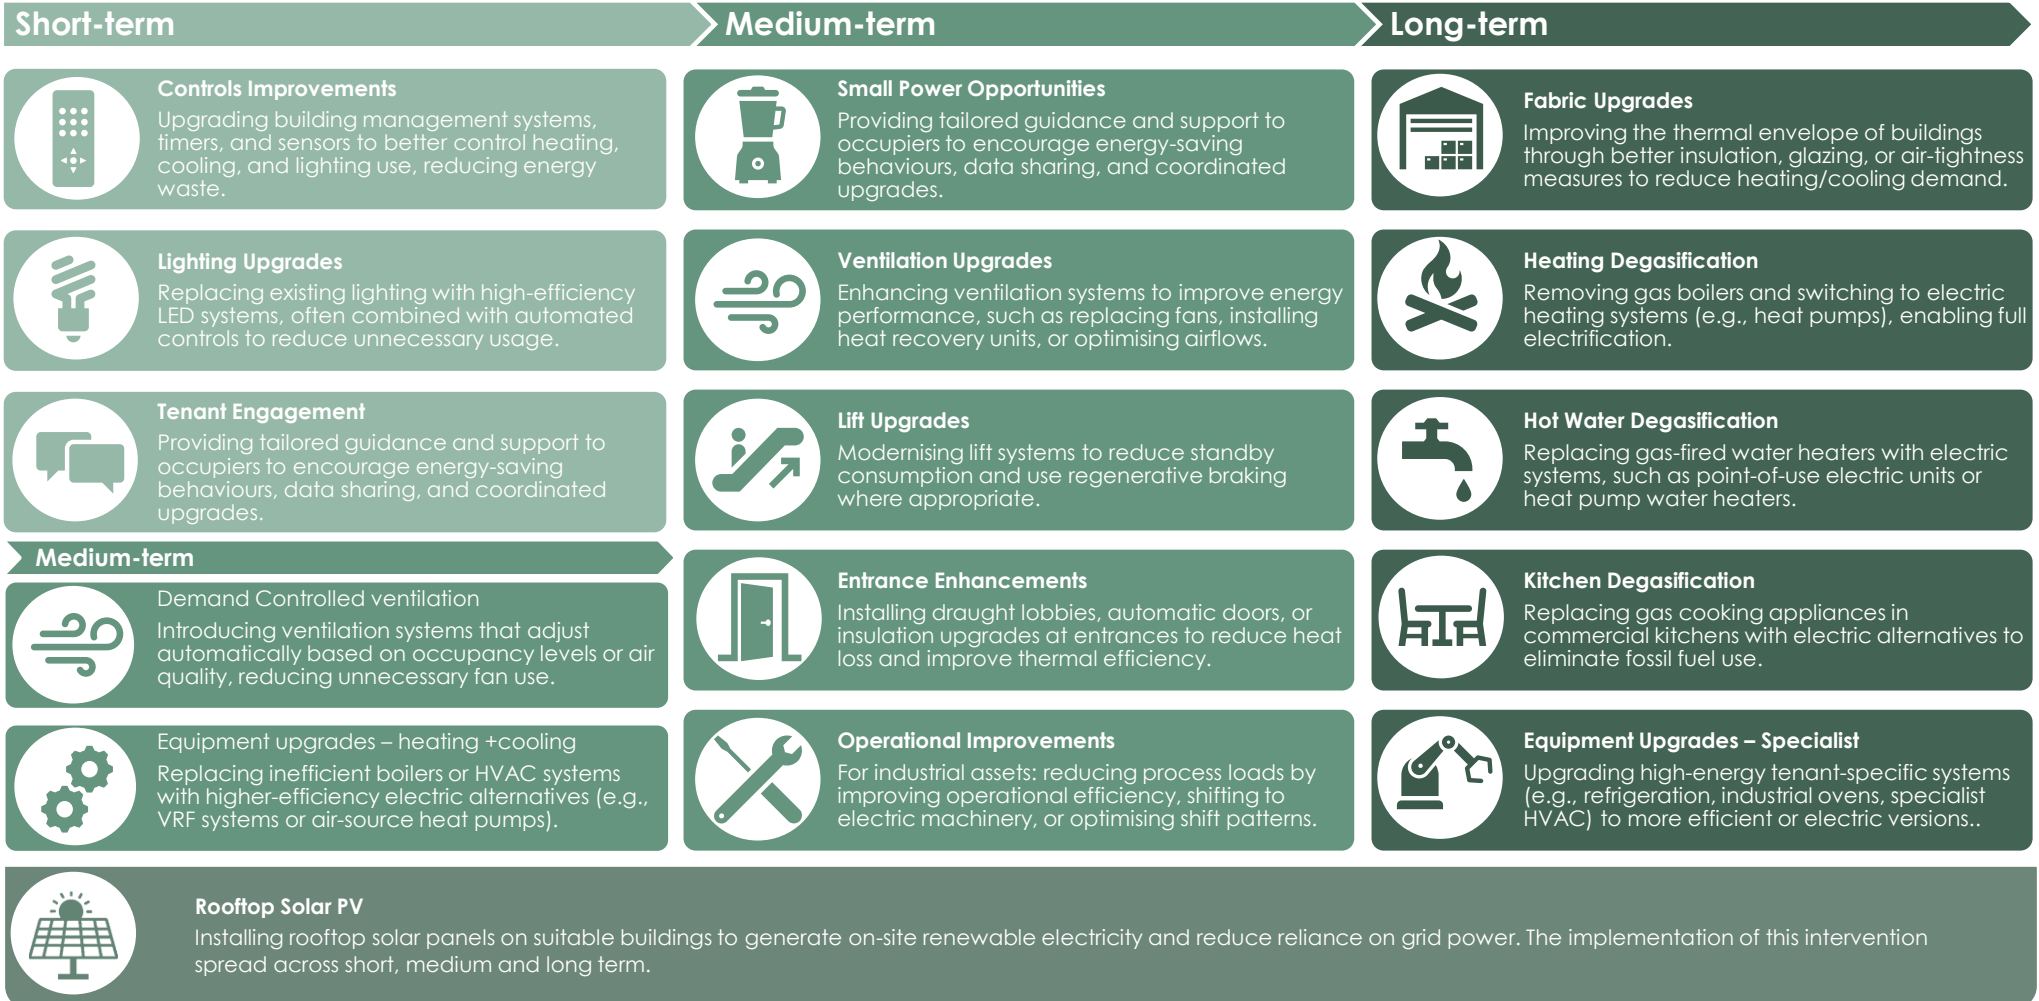 Short-term
Controls Improvements
Upgrading building management systems,
timers, and sensors to better control heating,
cooling, and lighting use, reducing energy
waste.
Lighting Upgrades
Replacing existing lighting with high-efficiency
LED systems, often combined with automated
controls to reduce unnecessary usage.
Tenant Engagement
Providing tailored guidance and support to
occupiers to encourage energy-saving
behaviours, data sharing, and coordinated
upgrades.
Medium-term
Demand Controlled ventilation
Introducing ventilation systems that adjust
automatically based on occupancy levels or air
quality, reducing unnecessary fan use.
Equipment upgrades – heating +cooling
Replacing inefficient boilers or HVAC systems
with higher-efficiency electric alternatives (e.g.,
VRF systems or air-source heat pumps).
Medium-term
Small Power Opportunities
Providing tailored guidance and support to
occupiers to encourage energy-saving
behaviours, data sharing, and coordinated
upgrades.
Ventilation Upgrades
Enhancing ventilation systems to improve energy
performance, such as replacing fans, installing
heat recovery units, or optimising airflows.
Lift Upgrades
Modernising lift systems to reduce standby
consumption and use regenerative braking
where appropriate.
Entrance Enhancements
Installing draught lobbies, automatic doors, or
insulation upgrades at entrances to reduce heat
loss and improve thermal efficiency.
Operational Improvements
For industrial assets: reducing process loads by
improving operational efficiency, shifting to
electric machinery, or optimising shift patterns.
Long-term
Fabric Upgrades
Improving the thermal envelope of buildings
through better insulation, glazing, or air-tightness
measures to reduce heating/cooling demand.
Heating Degasification
Removing gas boilers and switching to electric
heating systems (e.g., heat pumps), enabling full
electrification.
Hot Water Degasification
Replacing gas-fired water heaters with electric
systems, such as point-of-use electric units or
heat pump water heaters.
Kitchen Degasification
Replacing gas cooking appliances in
commercial kitchens with electric alternatives to
eliminate fossil fuel use.
Equipment Upgrades – Specialist
Upgrading high-energy tenant-specific systems
(e.g., refrigeration, industrial ovens, specialist
HVAC) to more efficient or electric versions..
Rooftop Solar PV
Installing rooftop solar panels on suitable buildings to generate on-site renewable electricity and reduce reliance on grid power. The implementation of this intervention
spread across short, medium and long term.